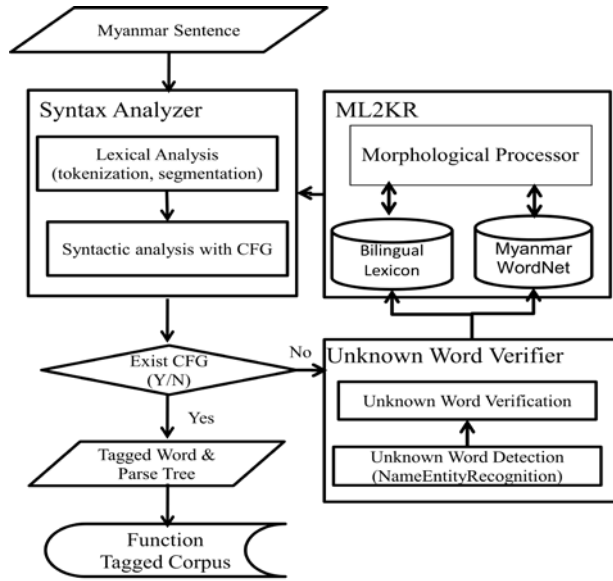 Myanmar Sentence
Syntax Analyzer
Lexical Analysis
(tokenization, segmentation)
Syntactic analysis with CFG
ML2KR
Morphological Processor
Bilingual
Lexicon
Myanmar
WordNet
Exist CFG
(Y/N)
No
Yes
Unknown Word Verifier
Unknown Word Verification
Unknown Word Detection
(NameEntityRecognition)
Tagged Word &
Parse Tree
Function
Tagged Corpus